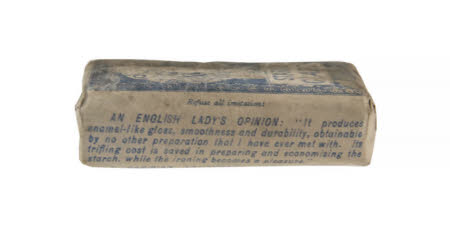 Refuse all imitations
AN ENGLISH LADY'S OPINION: "It produces
enamel-like gloss, smoothness and durability, obtainable
by no other preparation that I have ever met with. Its
trifling cost is saved in preparing and economising the
starch, while the ironing becomes a pleasure.